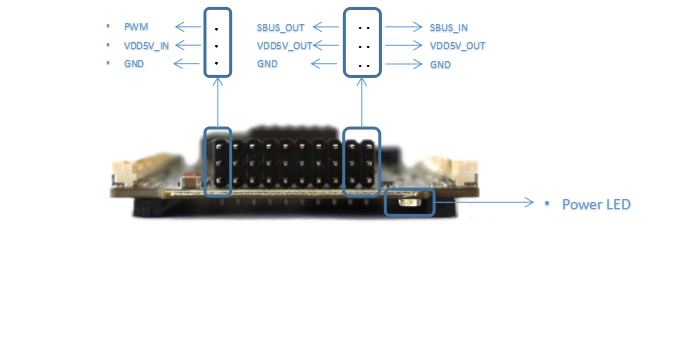 • PWM
• VDD5V_IN
• GND
SBUS_OUT
VDD5V_OUT
GND
SBUS_IN
VDD5V_OUT
GND
• Power LED